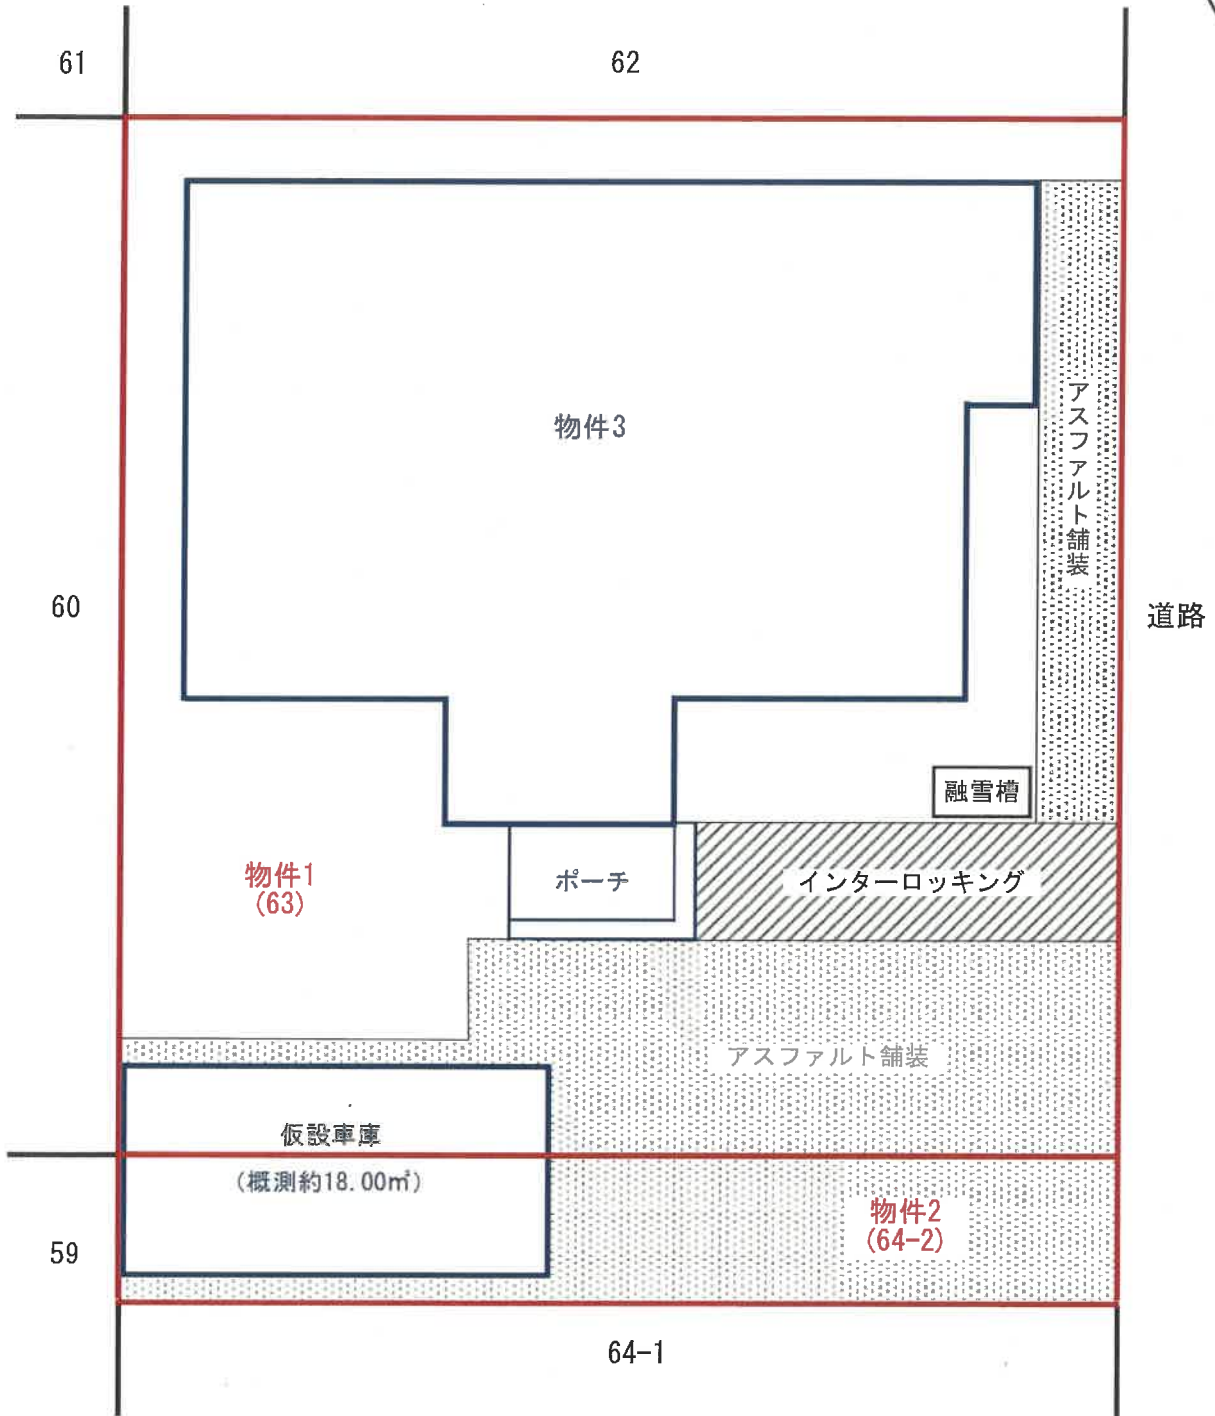 61
62
物件3
アスファルト舗装
60
道路
融雪槽
物件1
(63)
ポーチ
インターロッキング
アスファルト舗装
仮設車庫
(概測約18.00㎡)
物件2
(64-2)
59
64-1